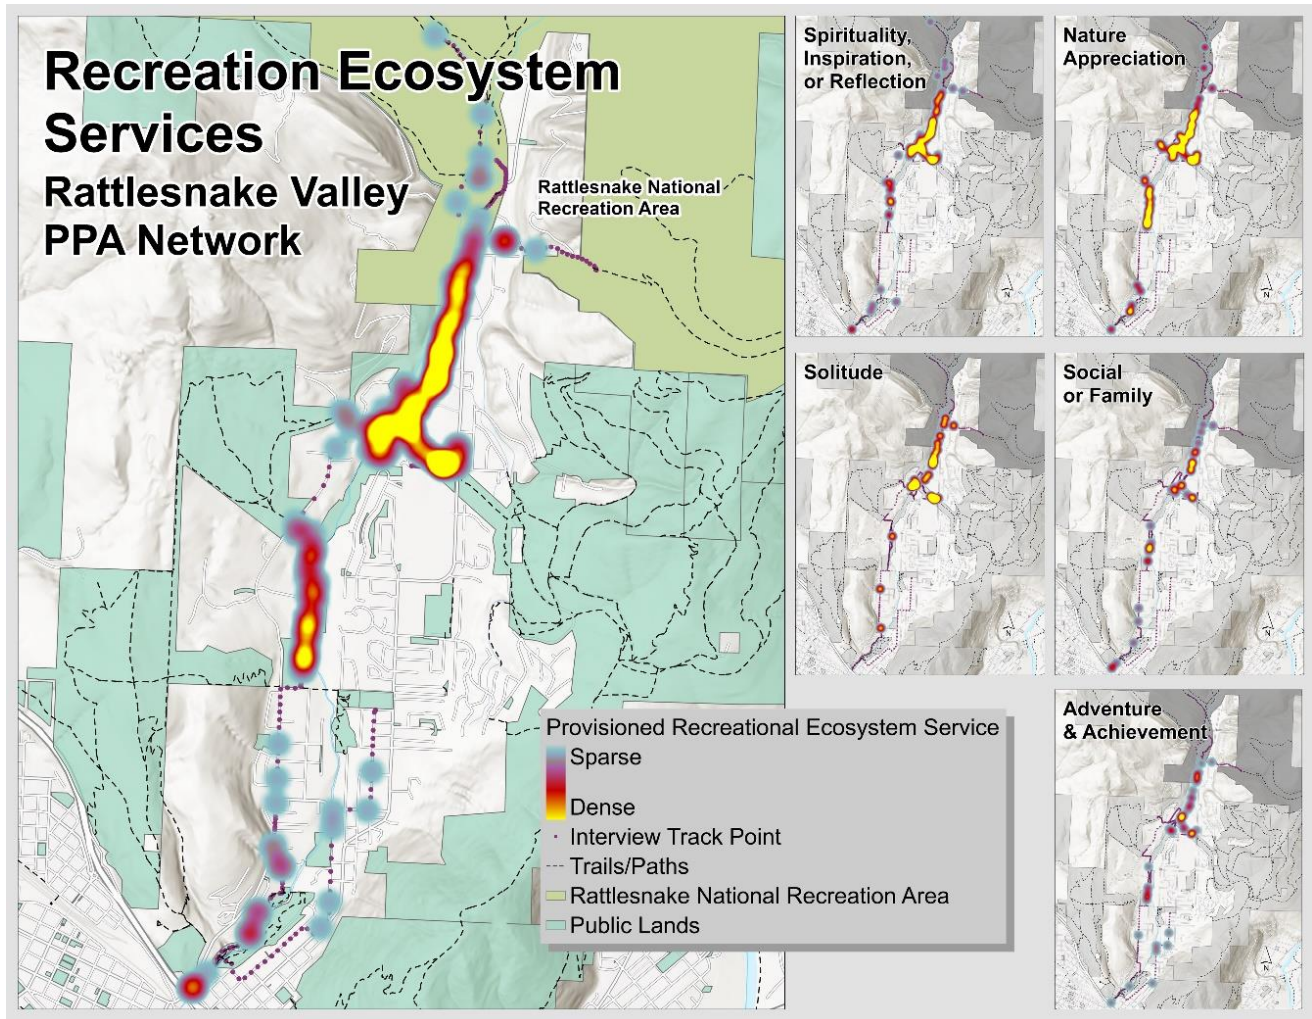 Recreation Ecosystem
Services
Rattlesnake Valley
PPA Network
Rattlesnake National
Recreation Area
Provisioned Recreational Ecosystem Service
Sparse
Dense
Interview Track Point
Trails/Paths
Rattlesnake National Recreation Area
Public Lands
Spirituality,
Inspiration,
or Reflection
N
Nature
Appreciation
N
Solitude
N
Social
or Family
N
Adventure
& Achievement
N